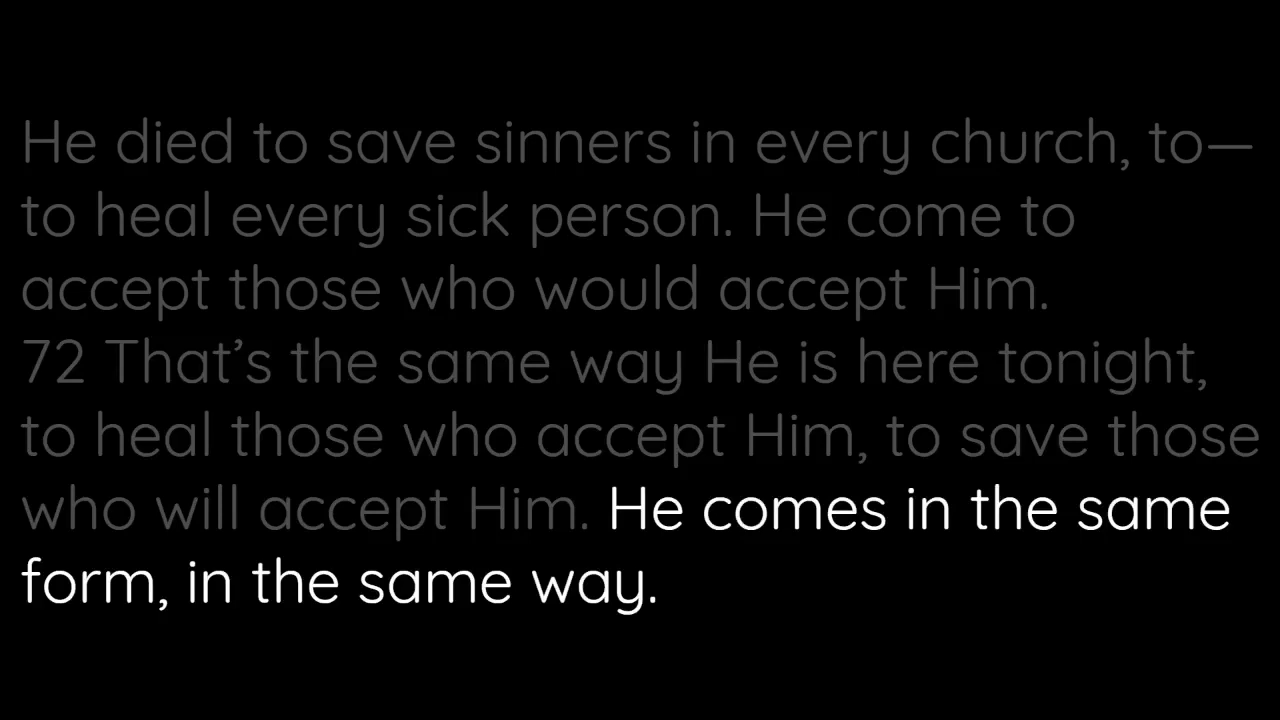 He died to save sinners in every church, to—
to heal every sick person. He come to
accept those who would accept Him.
72 That’s the same way He is here tonight,
to heal those who accept Him, to save those
who will accept Him. He comes in the same
form, in the same way.